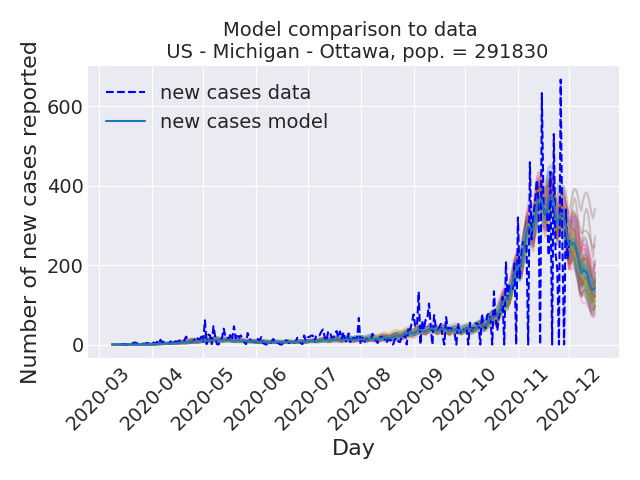 Model comparison to data
US - Michigan - Ottawa, pop. = 291830
Number of new cases reported
600
400
200
0
new cases data
new cases model
2020-03
2020-04
2020-05
2020-06
2020-07
2020-08
2020-09
2020-10
2020-11
2020-12
Day